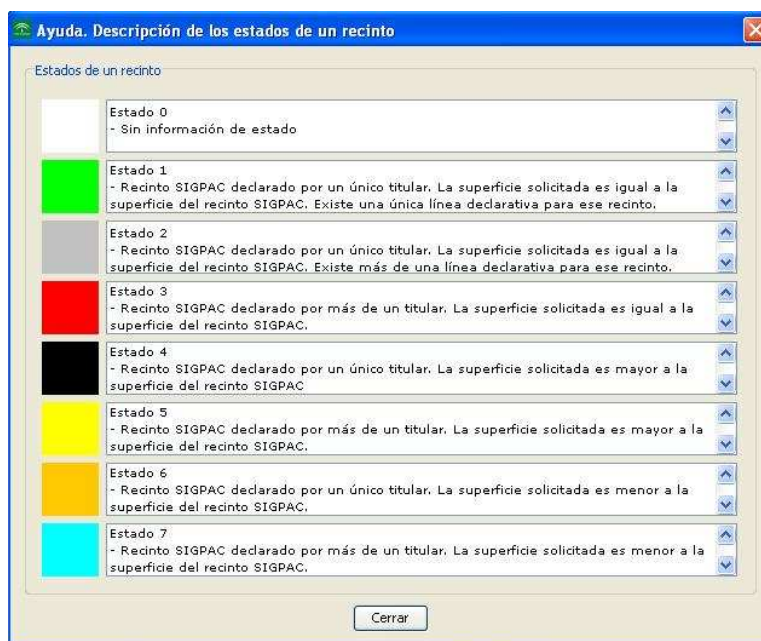 Ayuda. Descripción de los estados de un recinto
Estados de un recinto
Estado 0
- Sin información de estado
Estado 1
- Recinto SIGPAC declarado por un único titular. La superficie solicitada es igual a la
superficie del recinto SIGPAC. Existe una única línea declarativa para ese recinto.
Estado 2
- Recinto SIGPAC declarado por un único titular. La superficie solicitada es igual a la
superficie del recinto SIGPAC. Existe más de una línea declarativa para ese recinto.
Estado 3
- Recinto SIGPAC declarado por más de un titular. La superficie solicitada es igual a la
superficie del recinto SIGPAC.
Estado 4
- Recinto SIGPAC declarado por un único titular. La superficie solicitada es mayor a la
superficie del recinto SIGPAC
Estado 5
- Recinto SIGPAC declarado por más de un titular. La superficie solicitada es mayor a la
superficie del recinto SIGPAC.
Estado 6
- Recinto SIGPAC declarado por un único titular. La superficie solicitada es menor a la
superficie del recinto SIGPAC.
Estado 7
- Recinto SIGPAC declarado por más de un titular. La superficie solicitada es menor a la
superficie del recinto SIGPAC.
Cerrar